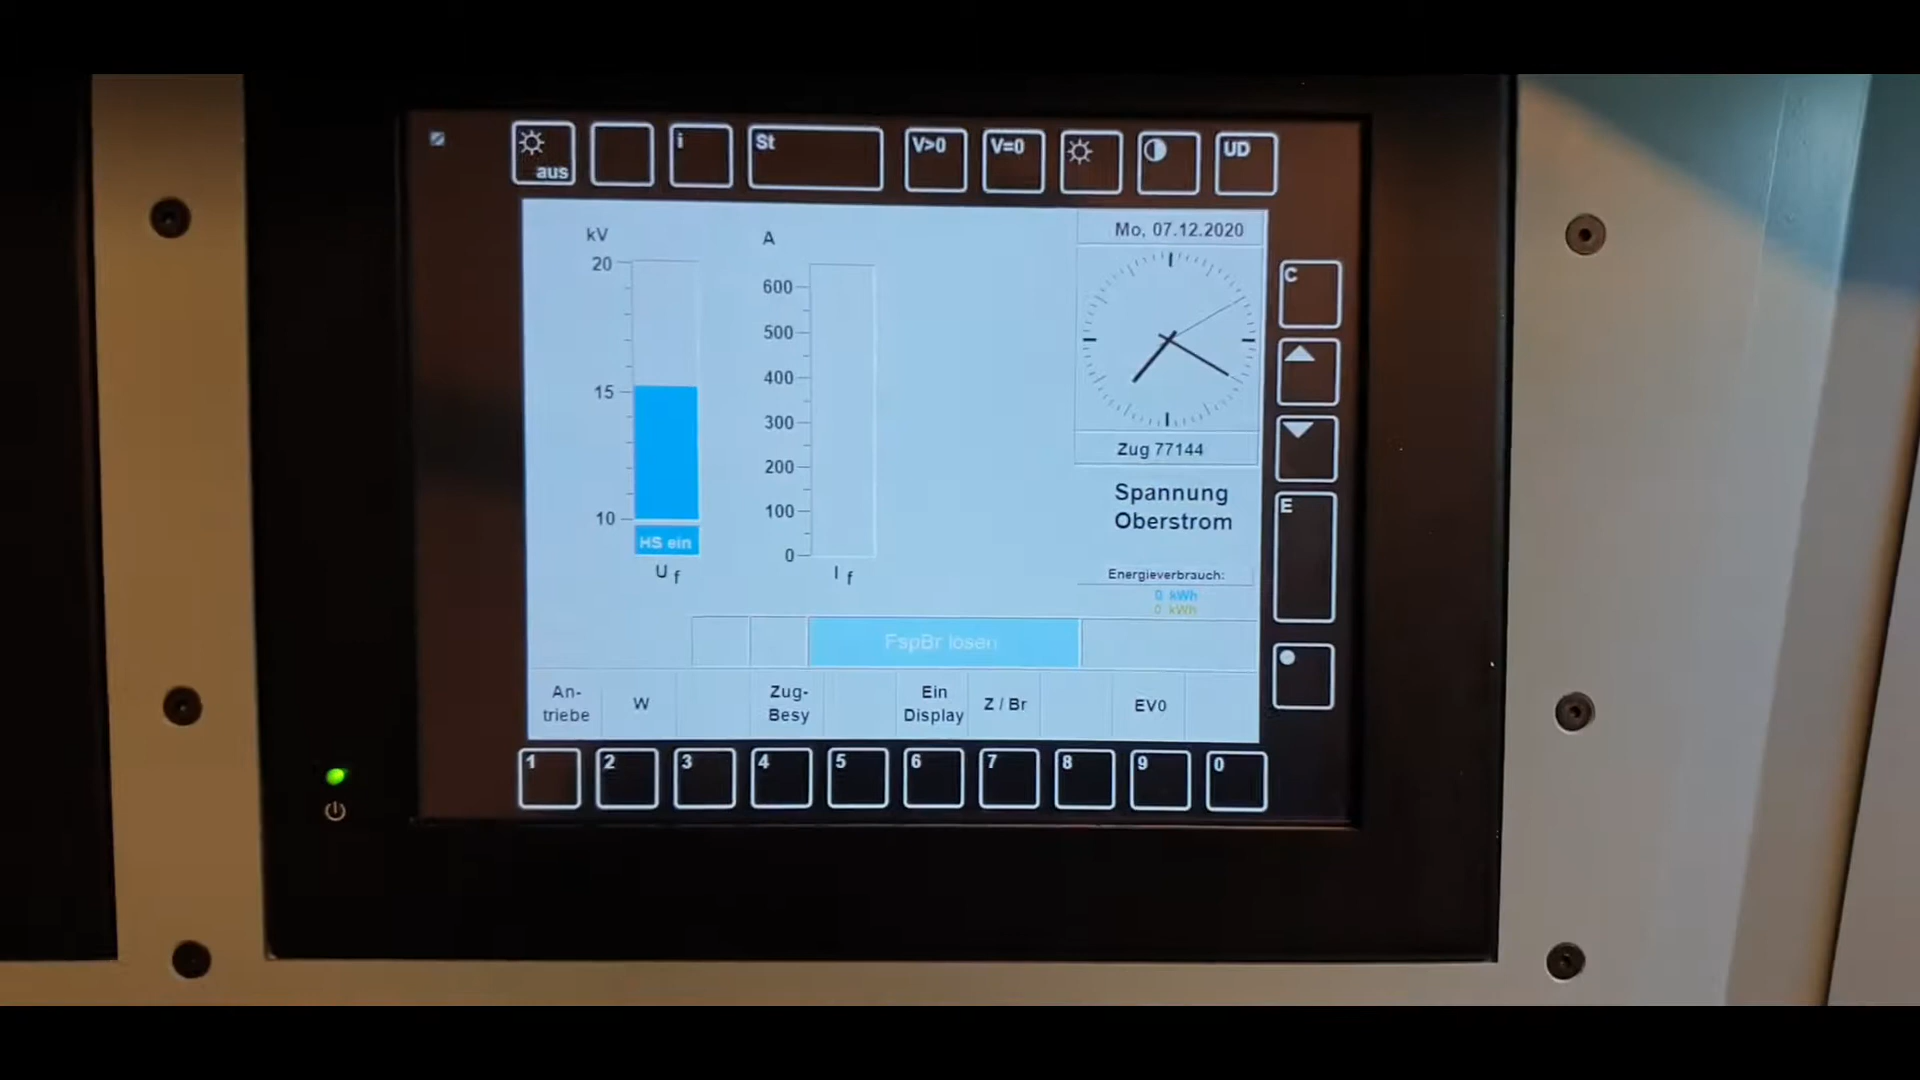 aus
i
St
V>0
V=0
UD
kV
20
15
10
HS ein
U f
A
600
500
400
300
200
100
0
I f
Mo, 07.12.2020
Zug 77144
Spannung
Oberstrom
Energieverbrauch:
0 kWh
0 kWh
C
E
FspBr lösen
An-
triebe
W
Zug-
Besy
Ein
Display
Z / Br
EV0
1 2 3 4 5 6 7 8 9 0